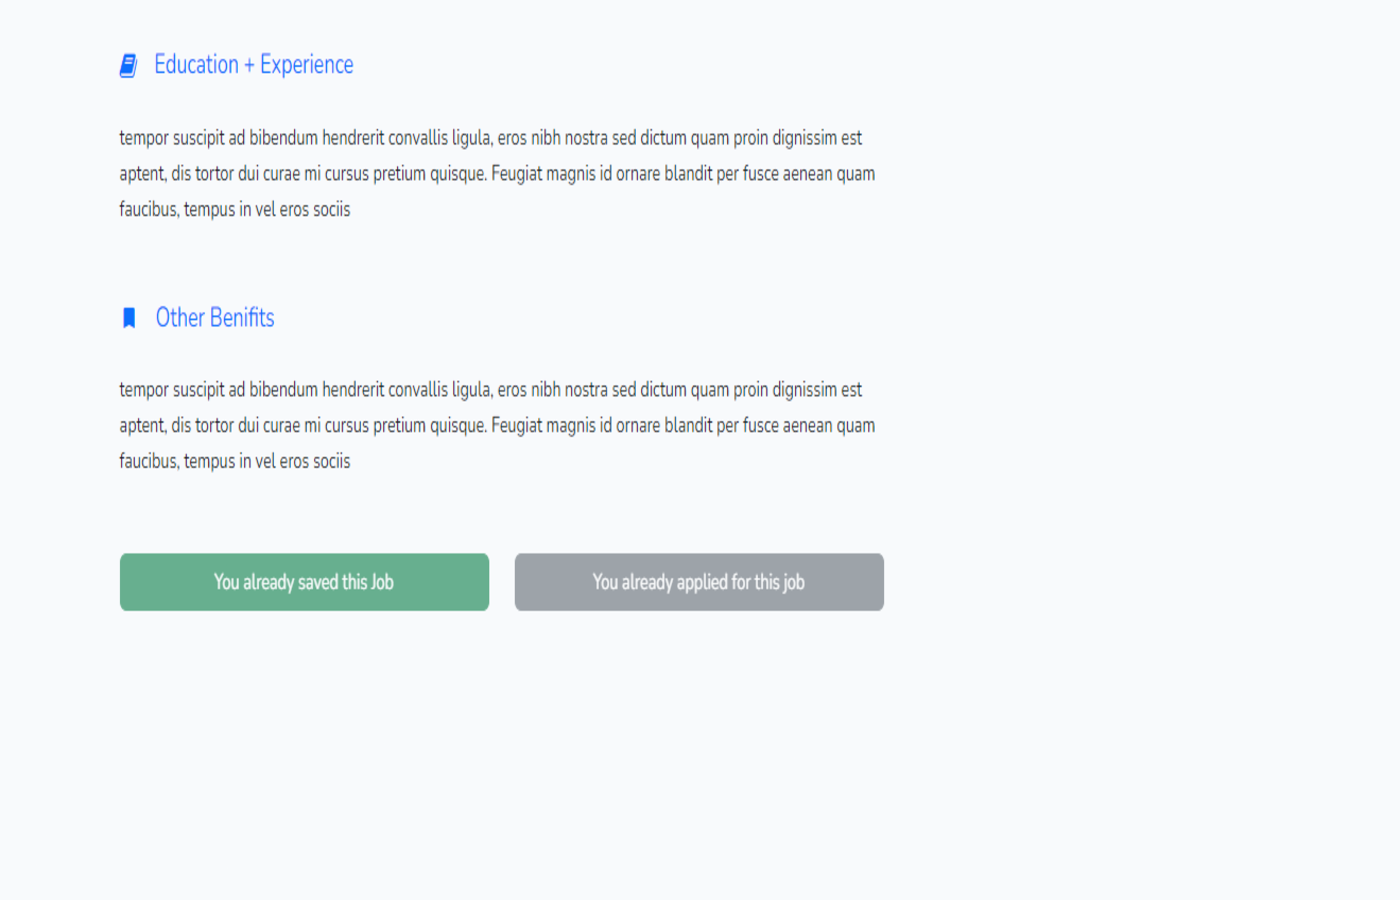 Education + Experience
tempor suscipit ad bibendum hendrerit convallis ligula, eros nibh nostra sed dictum quam proin dignissim est
aptent, dis tortor dui curae mi cursus pretium quisque. Feugiat magnis id ornare blandit per fusce aenean quam
faucibus, tempus in vel eros sociis
Other Benifits
tempor suscipit ad bibendum hendrerit convallis ligula, eros nibh nostra sed dictum quam proin dignissim est
aptent, dis tortor dui curae mi cursus pretium quisque. Feugiat magnis id ornare blandit per fusce aenean quam
faucibus, tempus in vel eros sociis
You already saved this Job
You already applied for this job